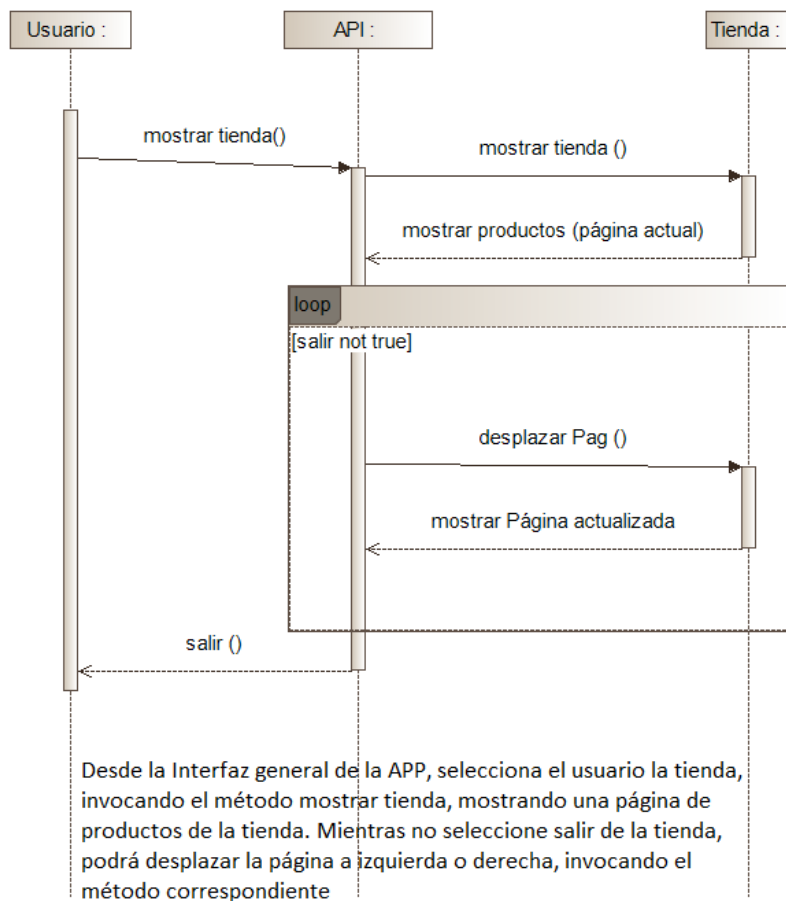 Usuario :
API :
Tienda :
mostrar tienda()
mostrar tienda ()
mostrar productos (página actual)
loop
[salir not true]
desplazar Pag ()
mostrar Página actualizada
salir ()
Desde la Interfaz general de la APP, selecciona el usuario la tienda,
invocando el método mostrar tienda, mostrando una página de
productos de la tienda. Mientras no seleccione salir de la tienda,
podrá desplazar la página a izquierda o derecha, invocando el
método correspondiente